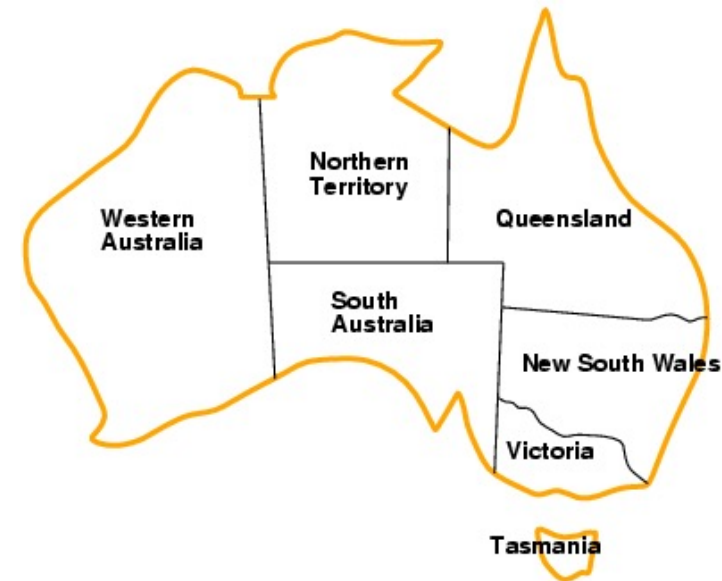 Northern
Territory
Western
Australia
Queensland
South
Australia
New South Wales
Victoria
Tasmania